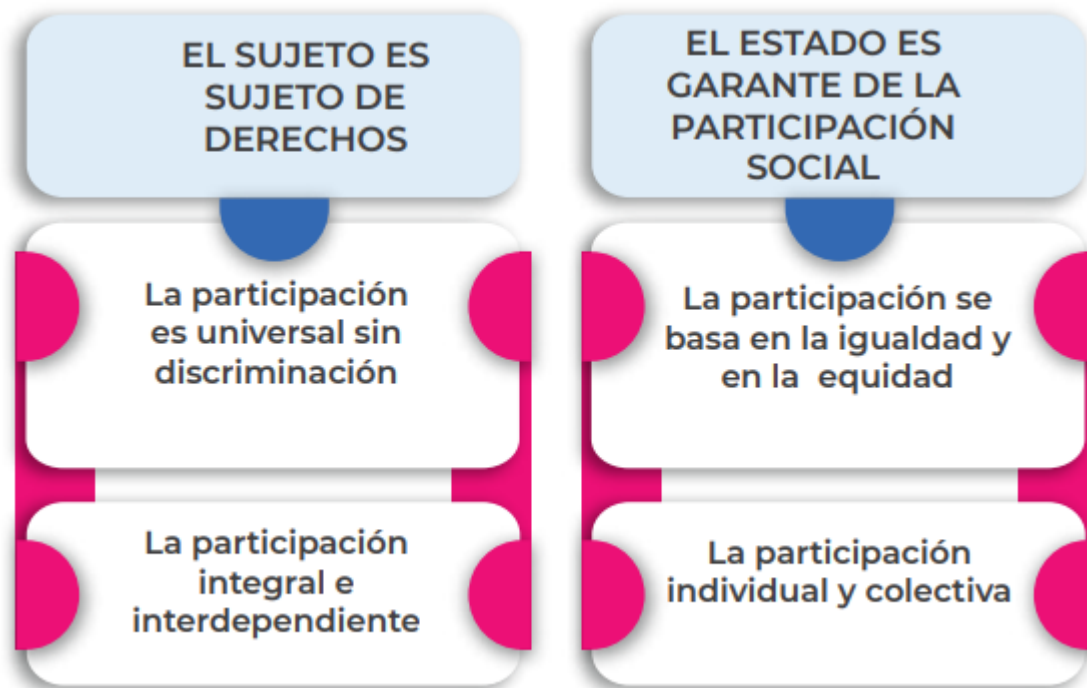 EL SUJETO ES
SUJETO DE
DERECHOS
EL ESTADO ES
GARANTE DE LA
PARTICIPACIÓN
SOCIAL
La participación
es universal sin
discriminación
La participación se
basa en la igualdad y
en la equidad
La participación
integral e
interdependiente
La participación
individual y colectiva